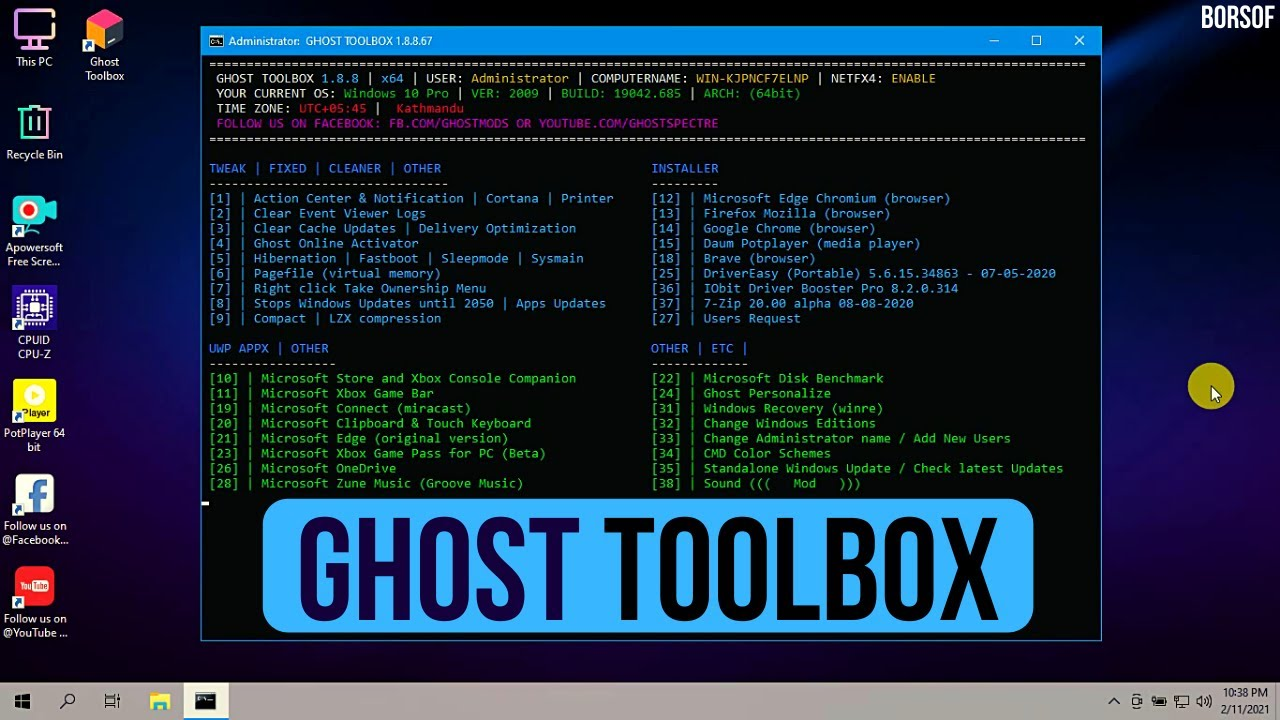 BORSOF
This PC
Ghost
Toolbox
Recycle Bin
Apowersoft
Free Scre...
CPUID
CPU-Z
Player
PotPlayer 64
bit
Follow us on
@Facebook...
YouTube
Follow us on
@YouTube ...
Administrator: GHOST TOOLBOX 1.8.8.67
================================================================
GHOST TOOLBOX 1.8.8 | x64 | USER: Administrator | COMPUTERNAME: WIN-KJPNCF7ELNP | NETFX4: ENABLE
YOUR CURRENT OS: Windows 10 Pro | VER: 2009 | BUILD: 19042.685 | ARCH: (64bit)
TIME ZONE: UTC+05:45 | Kathmandu
FOLLOW US ON FACEBOOK: FB.COM/GHOSTMODS OR YOUTUBE.COM/GHOSTSPECTRE
================================================================
TWEAK | FIXED | CLEANER | OTHER
--------------------------------
[1] | Action Center & Notification | Cortana | Printer
[2] | Clear Event Viewer Logs
[3] | Clear Cache Updates | Delivery Optimization
[4] | Ghost Online Activator
[5] | Hibernation | Fastboot | Sleepmode | Sysmain
[6] | Pagefile (virtual memory)
[7] | Right click Take Ownership Menu
[8] | Stops Windows Updates until 2050 | Apps Updates
[9] | Compact | LZX compression
INSTALLER
---------
[12] | Microsoft Edge Chromium (browser)
[13] | Firefox Mozilla (browser)
[14] | Google Chrome (browser)
[15] | Daum Potplayer (media player)
[18] | Brave (browser)
[25] | DriverEasy (Portable) 5.6.15.34863 - 07-05-2020
[36] | IObit Driver Booster Pro 8.2.0.314
[37] | 7-Zip 20.00 alpha 08-08-2020
[27] | Users Request
UWP APPX | OTHER
-----------------
[10] | Microsoft Store and Xbox Console Companion
[11] | Microsoft Xbox Game Bar
[19] | Microsoft Connect (miracast)
[20] | Microsoft Clipboard & Touch Keyboard
[21] | Microsoft Edge (original version)
[23] | Microsoft Xbox Game Pass for PC (Beta)
[26] | Microsoft OneDrive
[28] | Microsoft Zune Music (Groove Music)
OTHER | ETC |
-------------
[22] | Microsoft Disk Benchmark
[24] | Ghost Personalize
[31] | Windows Recovery (winre)
[32] | Change Windows Editions
[33] | Change Administrator name / Add New Users
[34] | CMD Color Schemes
[35] | Standalone Windows Update / Check latest Updates
[38] | Sound ((( Mod )))
GHOST TOOLBOX
10:38 PM
2/11/2021